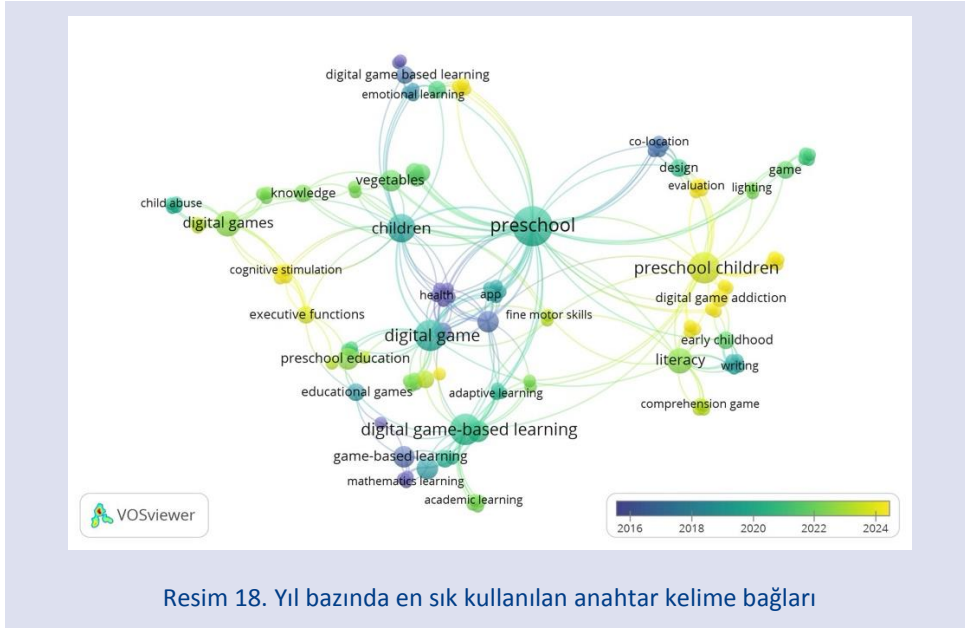 digital game based learning
emotional learning
co-location
design
game
evaluation
lighting
vegetables
knowledge
child abuse
digital games
children
preschool
cognitive stimulation
preschool children
health
app
digital game addiction
executive functions
fine motor skills
digital game
early childhood
preschool education
literacy
writing
educational games
adaptive learning
comprehension game
digital game-based learning
game-based learning
mathematics learning
academic learning
VOSviewer
2016 2018 2020 2022 2024
Resim 18. Yıl bazında en sık kullanılan anahtar kelime bağları